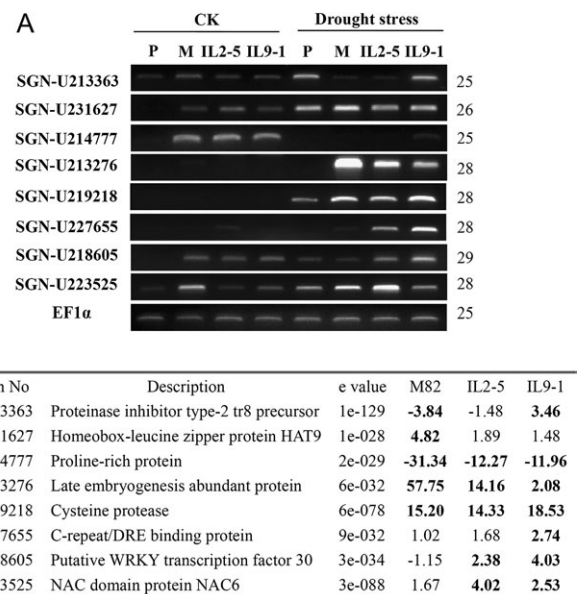 A
CK Drought stress
P M IL2-5 IL9-1 P M IL2-5 IL9-1
SGN-U213363 25
SGN-U231627 26
SGN-U214777 25
SGN-U213276 28
SGN-U219218 28
SGN-U227655 28
SGN-U218605 29
SGN-U223525 28
EF1α 25
n No Description e value M82 IL2-5 IL9-1
3363 Proteinase inhibitor type-2 tr8 precursor 1e-129 -3.84 -1.48 3.46
1627 Homeobox-leucine zipper protein HAT9 1e-028 4.82 1.89 1.48
4777 Proline-rich protein 2e-029 -31.34 -12.27 -11.96
3276 Late embryogenesis abundant protein 6e-032 57.75 14.16 2.08
9218 Cysteine protease 6e-078 15.20 14.33 18.53
7655 C-repeat/DRE binding protein 9e-032 1.02 1.68 2.74
8605 Putative WRKY transcription factor 30 3e-034 -1.15 2.38 4.03
3525 NAC domain protein NAC6 3e-088 1.67 4.02 2.53